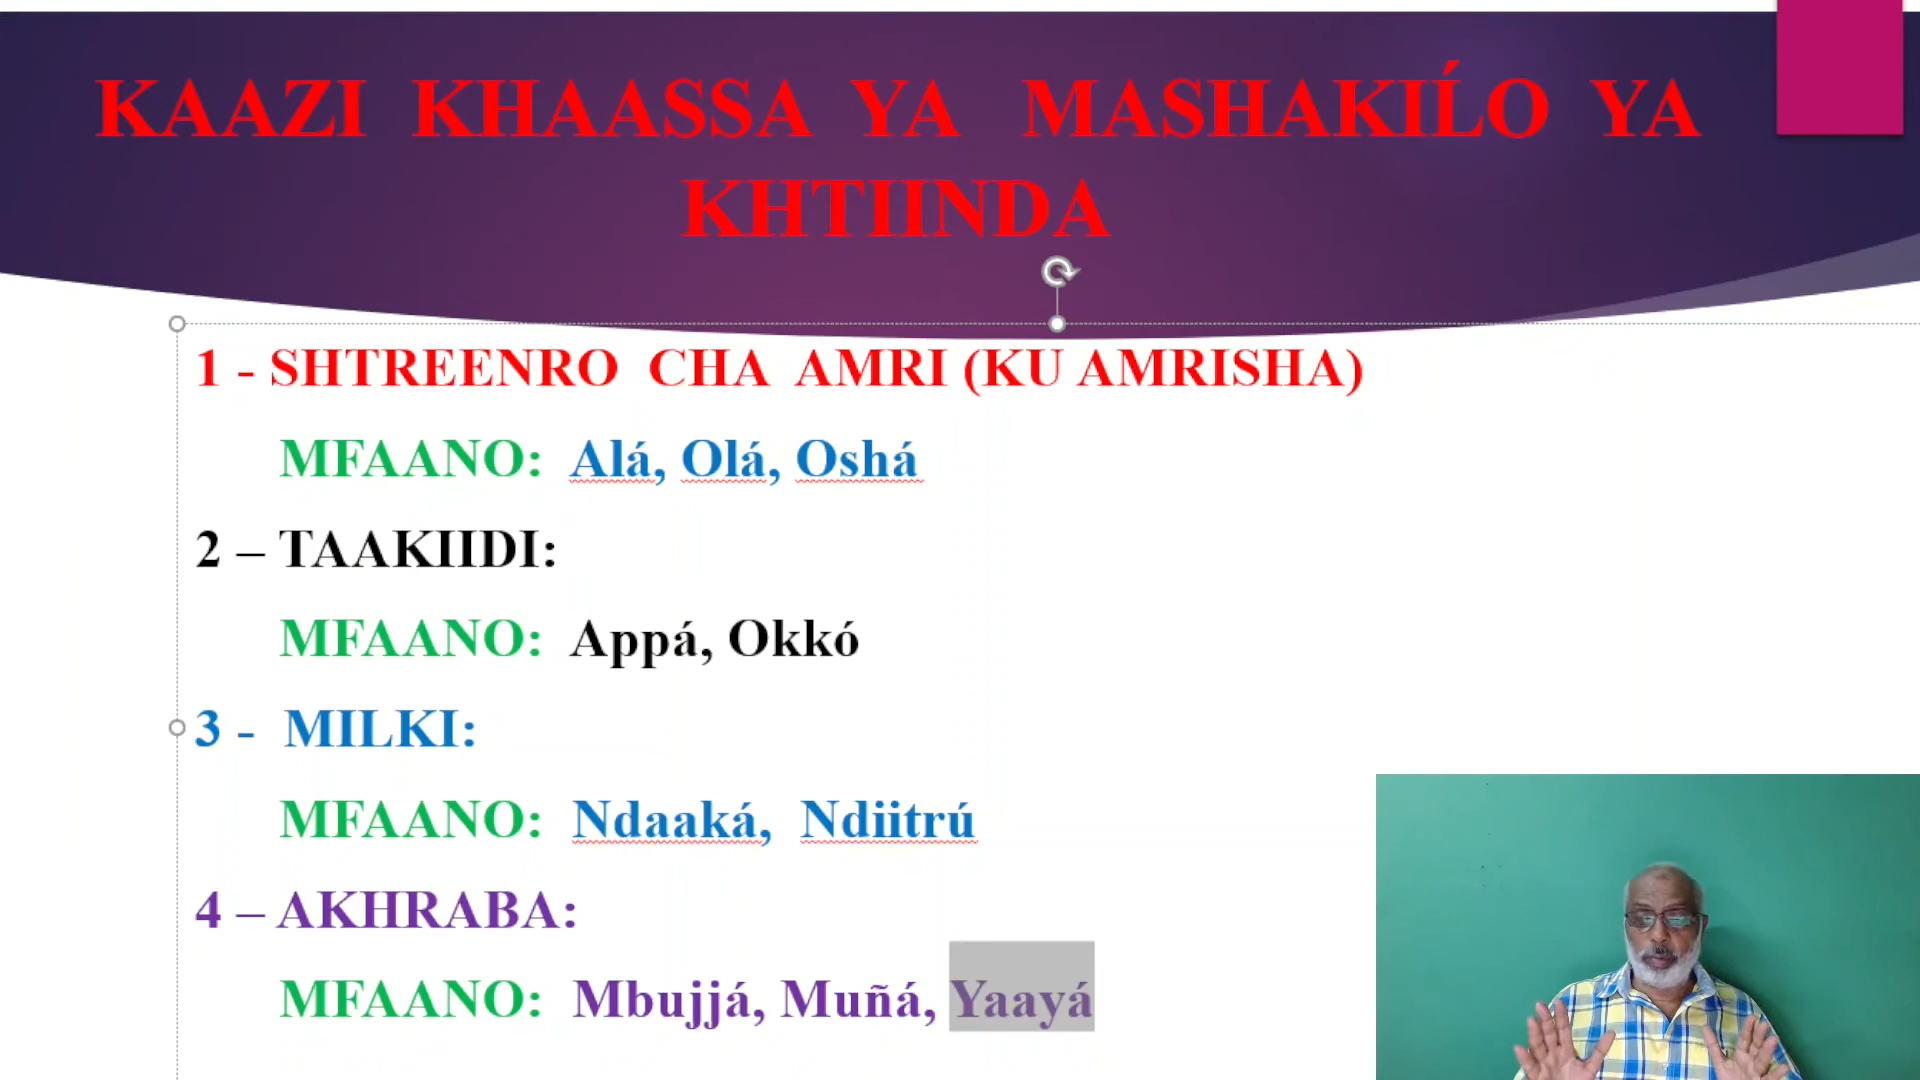 KAAZI KHAASSA YA MASHAKIĹO YA
KHTIINDA
1 - SHTREENRO CHA AMRI (KU AMRISHA)
MFAANO: Alá, Olá, Oshá
2 – TAAKIIDI:
MFAANO: Appá, Okkó
3 - MILKI:
MFAANO: Ndaaká, Ndiitrú
4 – AKHRABA:
MFAANO: Mbujjá, Muñá, Yaayá